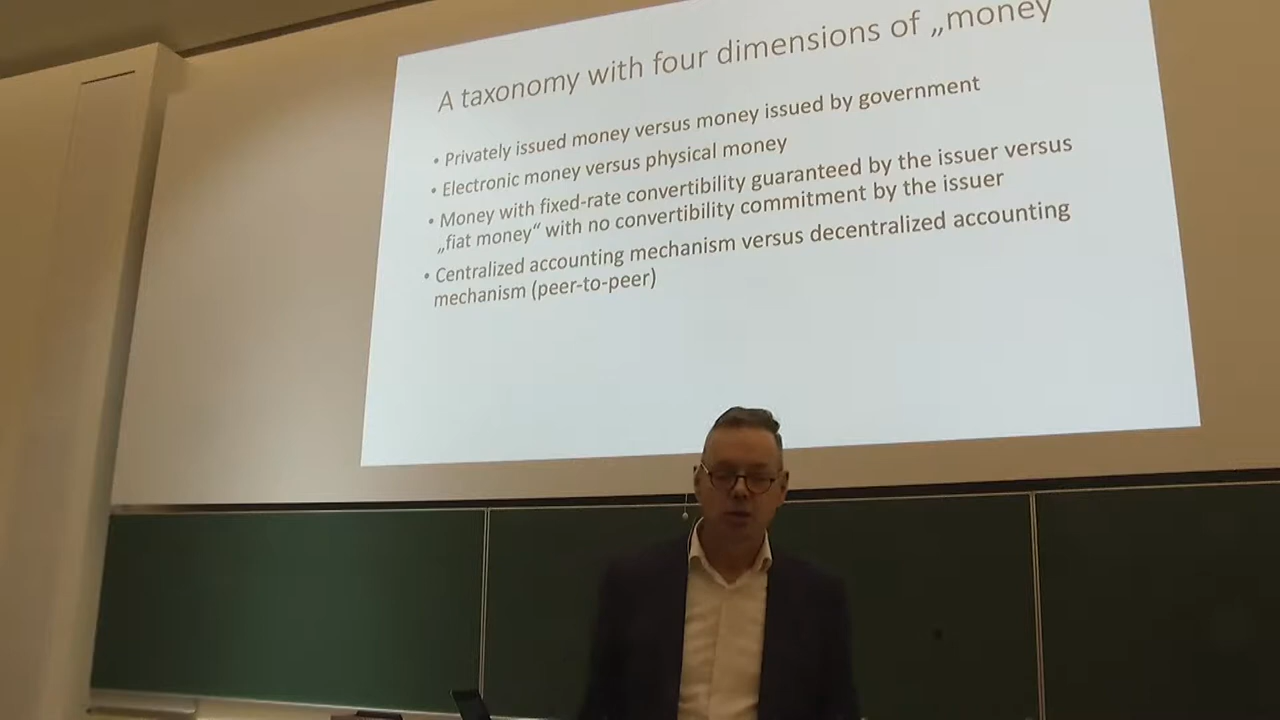 A taxonomy with four dimensions of „money
• Privately issued money versus money issued by government
• Electronic money versus physical money
• Money with fixed-rate convertibility guaranteed by the issuer versus
„fiat money“ with no convertibility commitment by the issuer
• Centralized accounting mechanism versus decentralized accounting
mechanism (peer-to-peer)